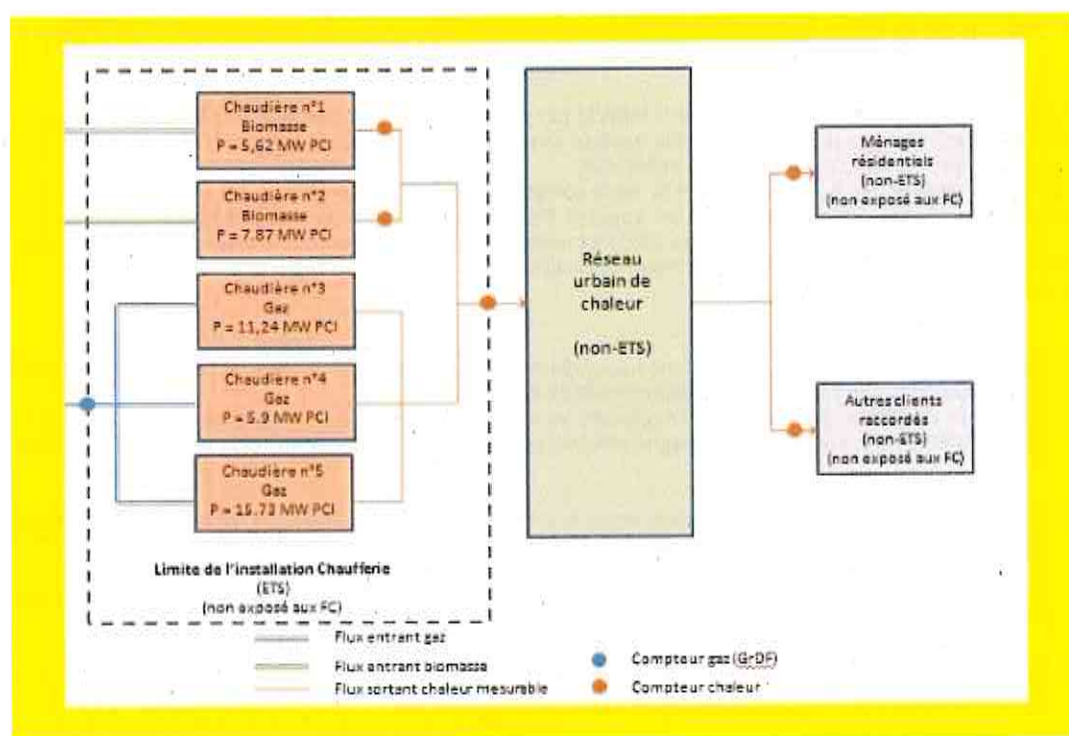 Chaudière n°1
Biomasse
P = 5,62 MW PCI
Chaudière n°2
Biomasse
P = 7.87 MW PCI
Chaudière n°3
Gaz
P = 11,24 MW PCI
Chaudière n°4
Gaz
P = 5.9 MW PCI
Chaudière n°5
Gaz
P = 15.73 MW PCI
Limite de l'installation Chaufferie
(ETS)
(non exposé aux FC)
Réseau
urbain de
chaleur
(non-ETS)
Ménages
résidentiels
(non-ETS)
(non exposé aux FC)
Autres clients
raccordés
(non-ETS)
(non exposé aux FC)
Flux entrant gaz
Flux entrant biomasse
Flux sortant chaleur mesurable
Compteur gaz (GrDF)
Compteur chaleur